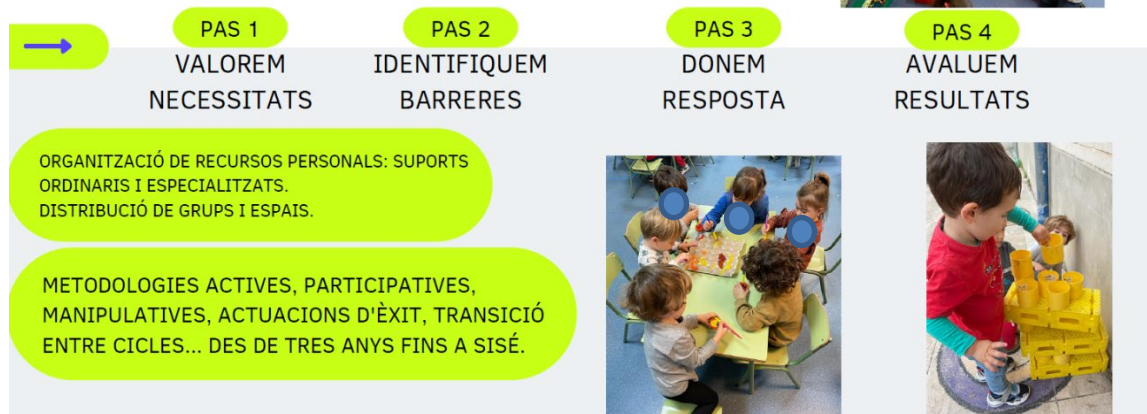 PAS 1
VALOREM
NECESSITATS
PAS 2
IDENTIFIQUEM
BARRERES
PAS 3
DONEM
RESPOSTA
PAS 4
AVALUEM
RESULTATS
ORGANITZACIÓ DE RECURSOS PERSONALS: SUPORTS
ORDINARIS I ESPECIALITZATS.
DISTRIBUCIÓ DE GRUPS I ESPAIS.
METODOLOGIES ACTIVES, PARTICIPATIVES,
MANIPULATIVES, ACTUACIONS D'ÈXIT, TRANSICIÓ
ENTRE CICLES... DES DE TRES ANYS FINS A SISÉ.